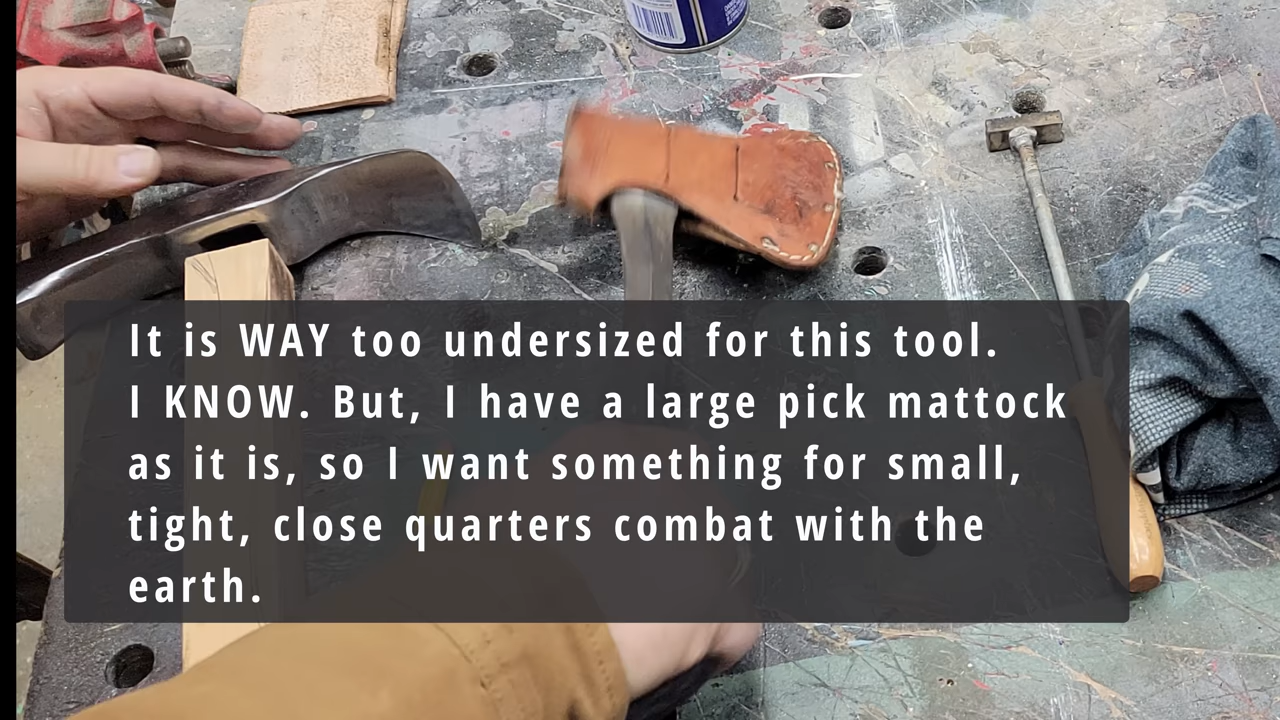 It is WAY too undersized for this tool.
I KNOW. But, I have a large pick mattock
as it is, so I want something for small,
tight, close quarters combat with the
earth.